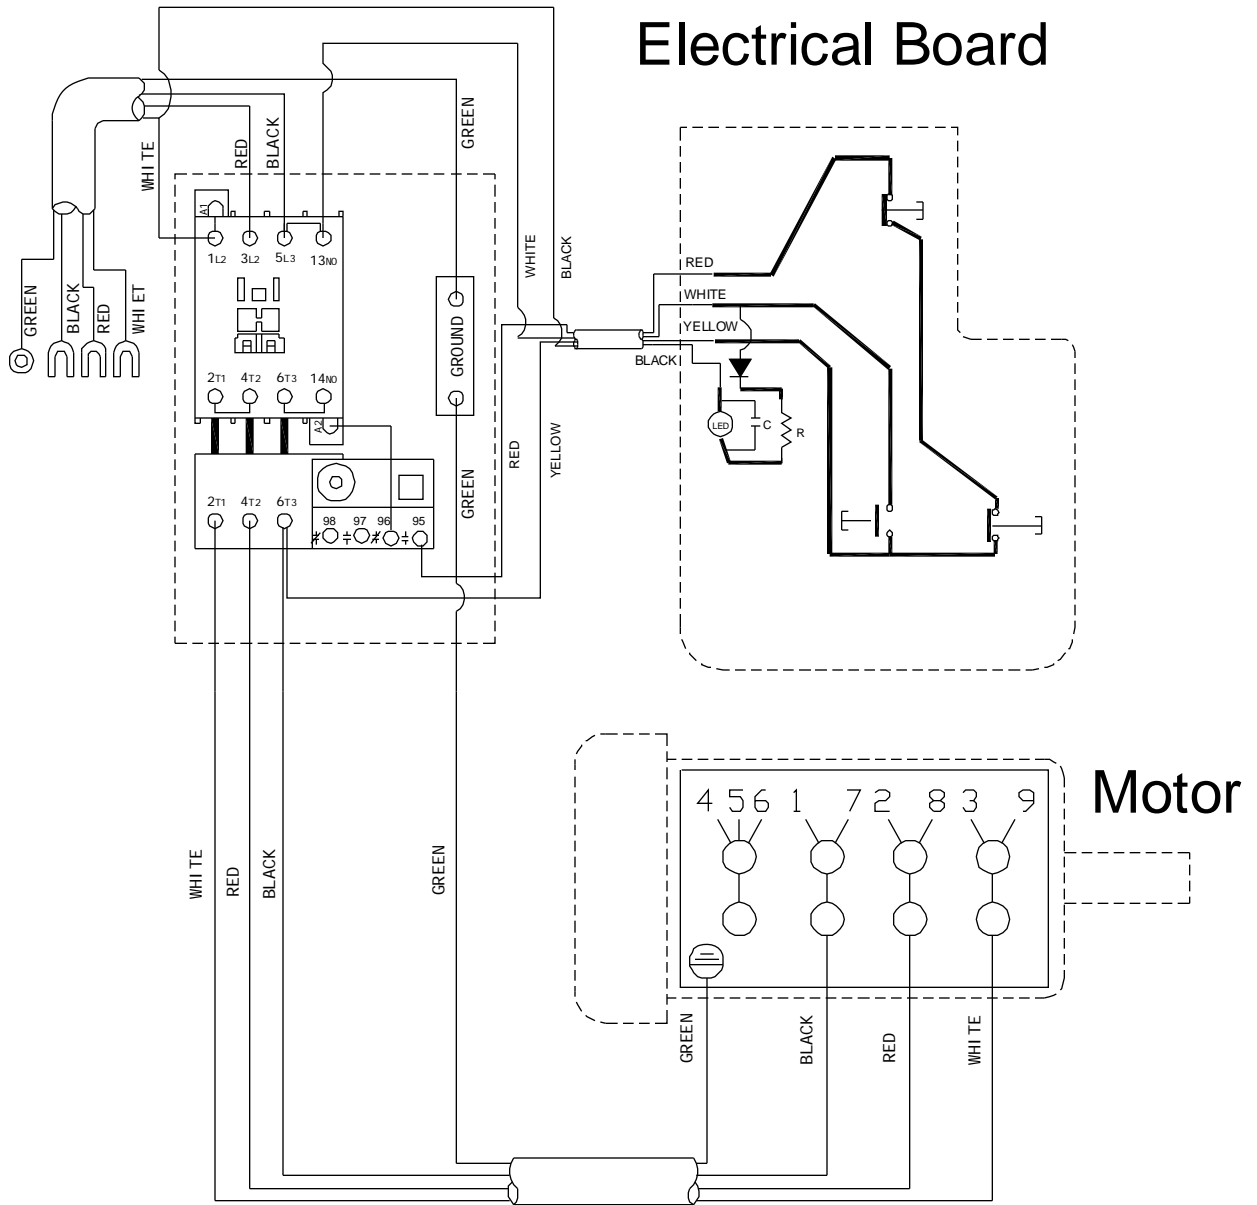 Electrical Board
GREEN
BLACK
RED
WHITE
WHITE
BLACK
A1
1L2 3L2 5L3 13NO
RED
WHITE
YELLOW
BLACK
GREEN
BLACK
RED
WHIET
GROUND
LED
C
R
2T1 4T2 6T3 14NO
A2
RED
YELLOW
GREEN
2T1 4T2 6T3
98 97 96 95
Motor
4 5 6 1 7 2 8 3 9
WHITE
RED
BLACK
GREEN
GREEN
BLACK
RED
WHITE